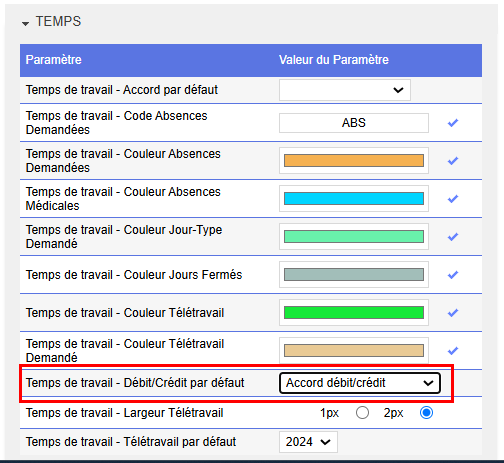 TEMPS
Paramètre Valeur du Paramètre
Temps de travail - Accord par défaut
Temps de travail - Code Absences
Demandées
ABS
Temps de travail - Couleur Absences
Demandées
Temps de travail - Couleur Absences
Médicales
Temps de travail - Couleur Jour-Type
Demandé
Temps de travail - Couleur Jours Fermés
Temps de travail - Couleur Télétravail
Temps de travail - Couleur Télétravail
Demandé
Temps de travail - Débit/Crédit par défaut Accord débit/crédit
Temps de travail - Largeur Télétravail 1px 2px
Temps de travail - Télétravail par défaut 2024